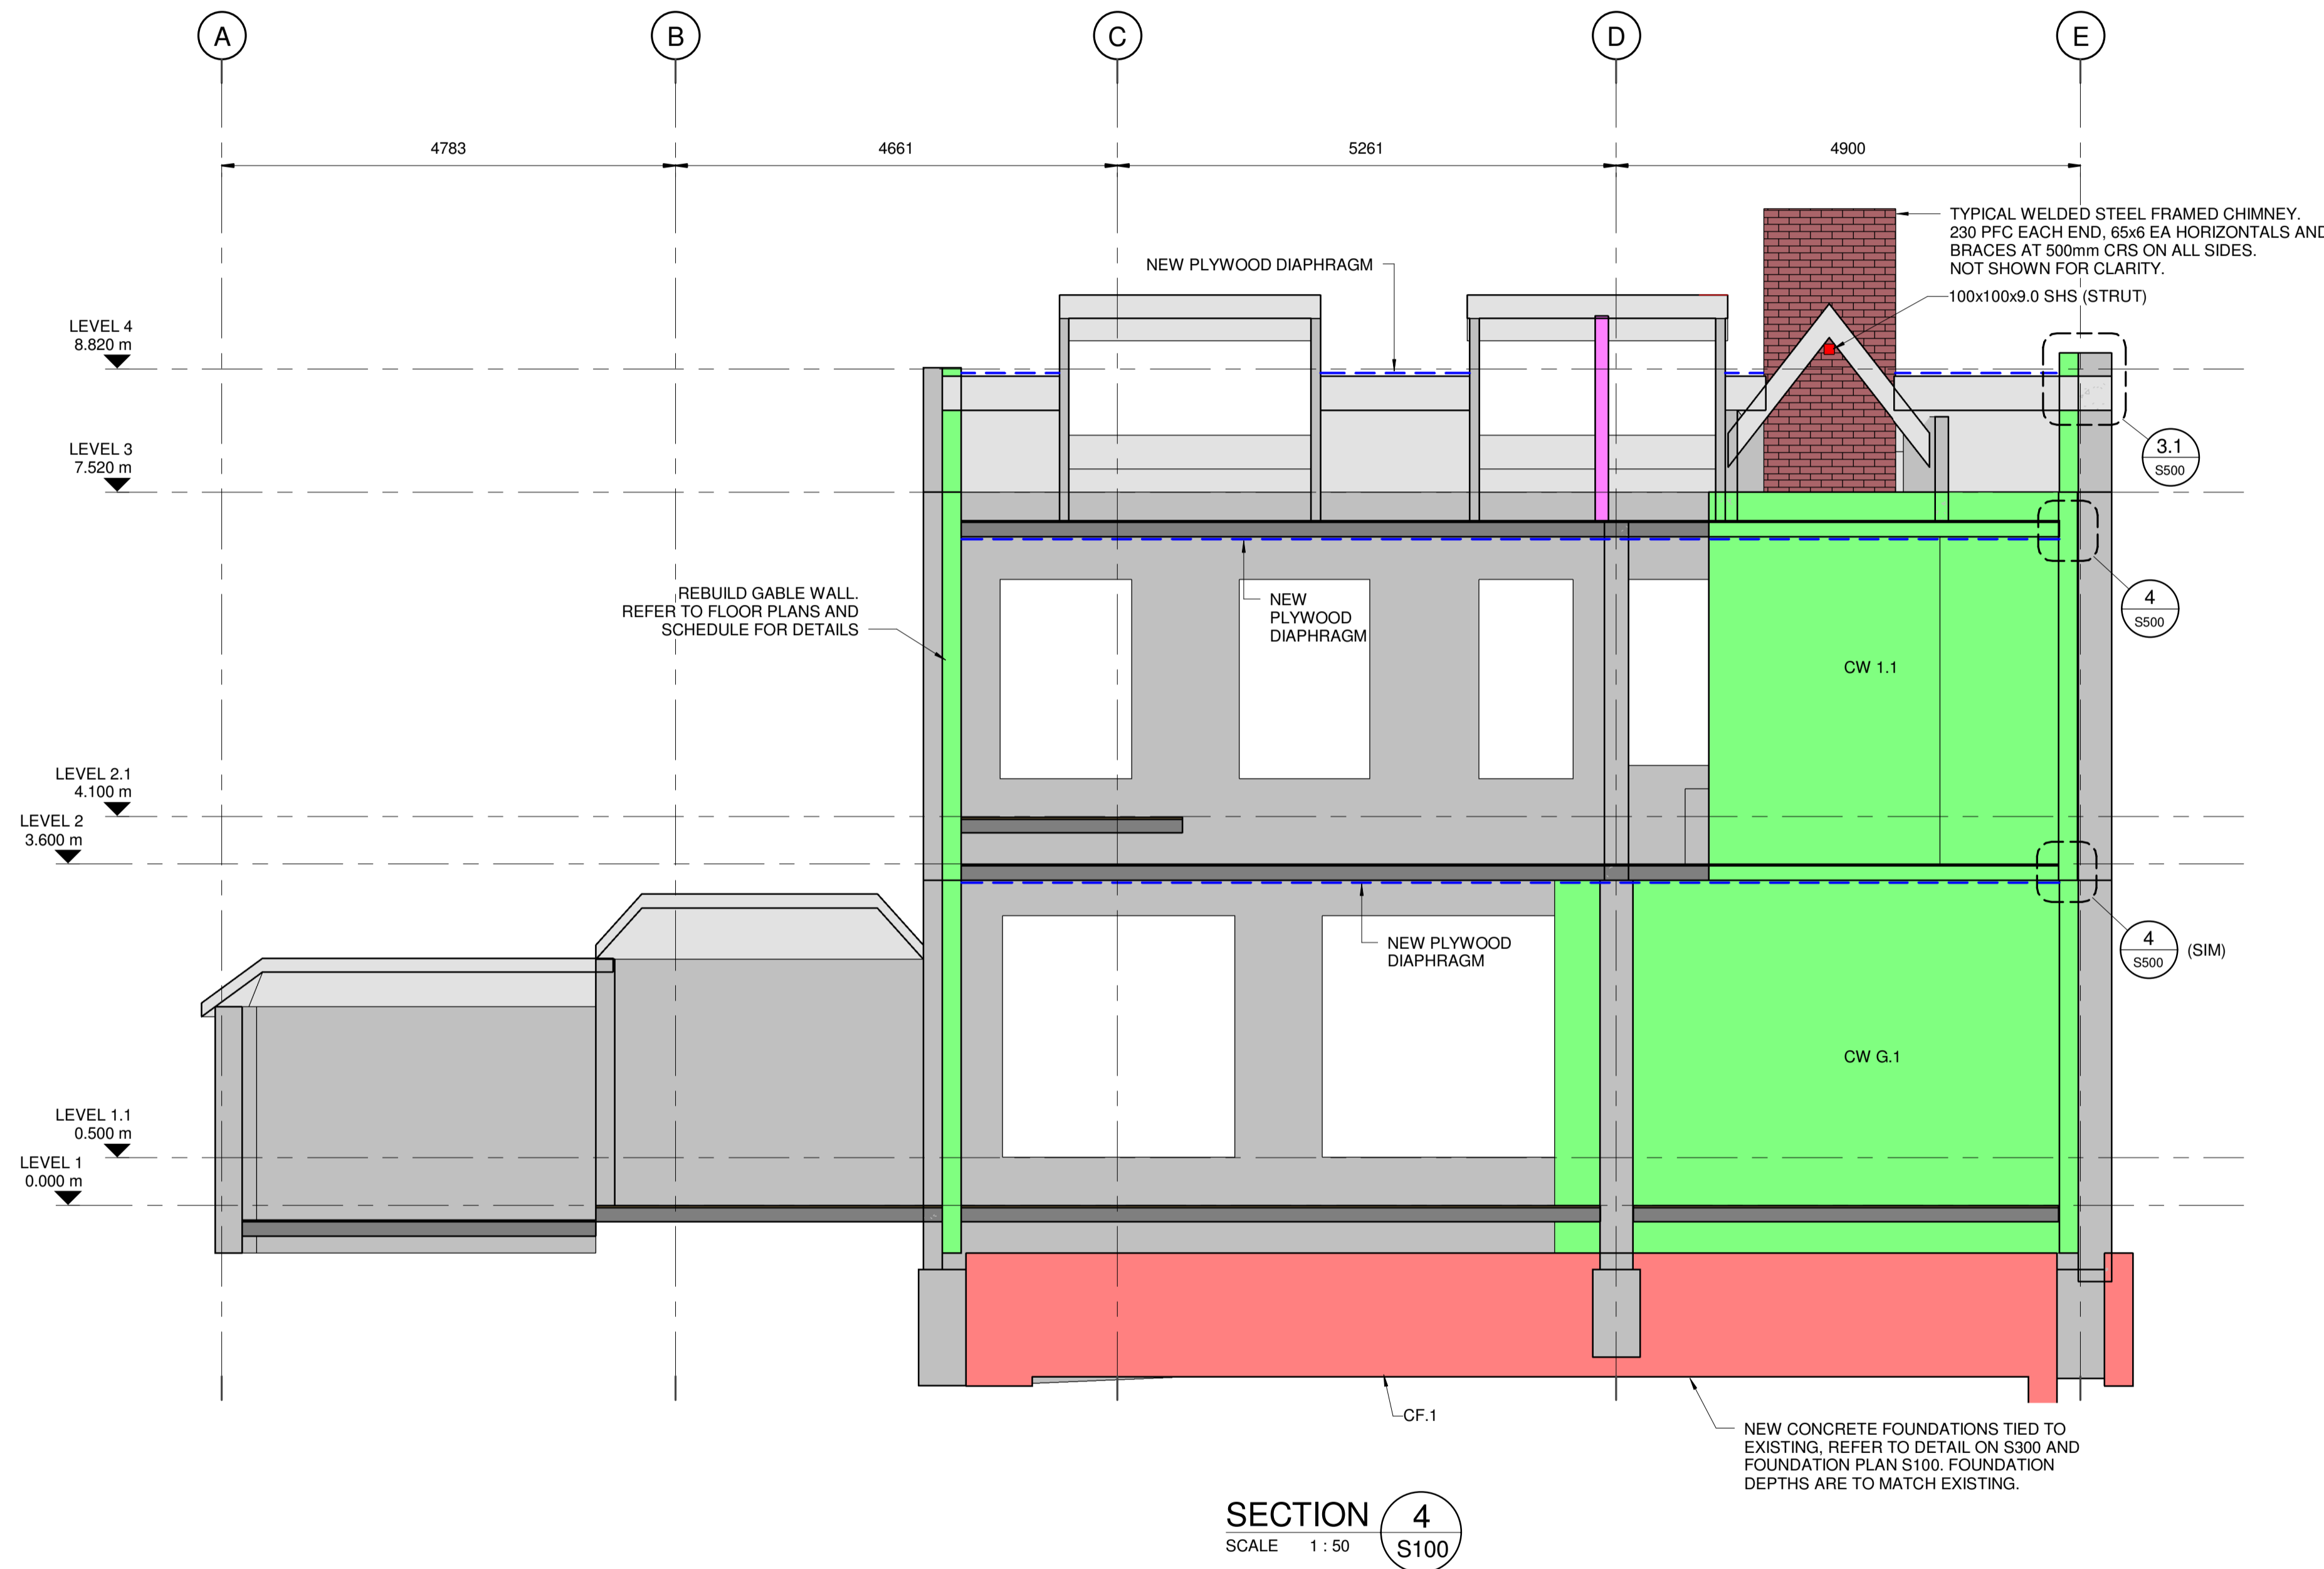 A
B
C
D
E
4783
4661
5261
4900
TYPICAL WELDED STEEL FRAMED CHIMNEY.
230 PFC EACH END, 65x6 EA HORIZONTALS AND
BRACES AT 500mm CRS ON ALL SIDES.
NOT SHOWN FOR CLARITY.
NEW PLYWOOD DIAPHRAGM
100x100x9.0 SHS (STRUT)
LEVEL 4
8.820 m
LEVEL 3
7.520 m
3.1
S500
REBUILD GABLE WALL.
REFER TO FLOOR PLANS AND
SCHEDULE FOR DETAILS
NEW
PLYWOOD
DIAPHRAGM
4
S500
CW 1.1
LEVEL 2.1
4.100 m
LEVEL 2
3.600 m
NEW PLYWOOD
DIAPHRAGM
4
S500
(SIM)
CW G.1
LEVEL 1.1
0.500 m
LEVEL 1
0.000 m
CF.1
NEW CONCRETE FOUNDATIONS TIED TO
EXISTING, REFER TO DETAIL ON S300 AND
FOUNDATION PLAN S100. FOUNDATION
DEPTHS ARE TO MATCH EXISTING.
SECTION
SCALE 1 : 50
4
S100